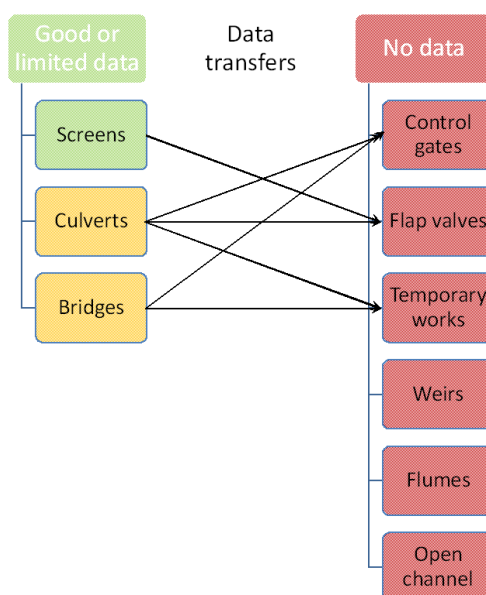 Good or
limited data
Data
transfers
No data
Screens
Culverts
Bridges
Control
gates
Flap valves
Temporary
works
Weirs
Flumes
Open
channel